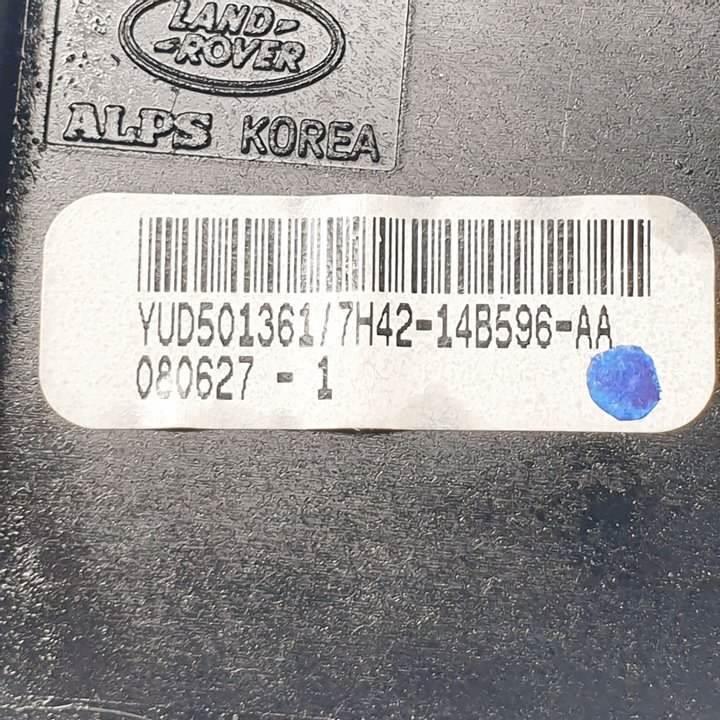 LAND-
-ROVER
ALPS KOREA
YUD501361/7H42-14B596-AA
080627 - 1